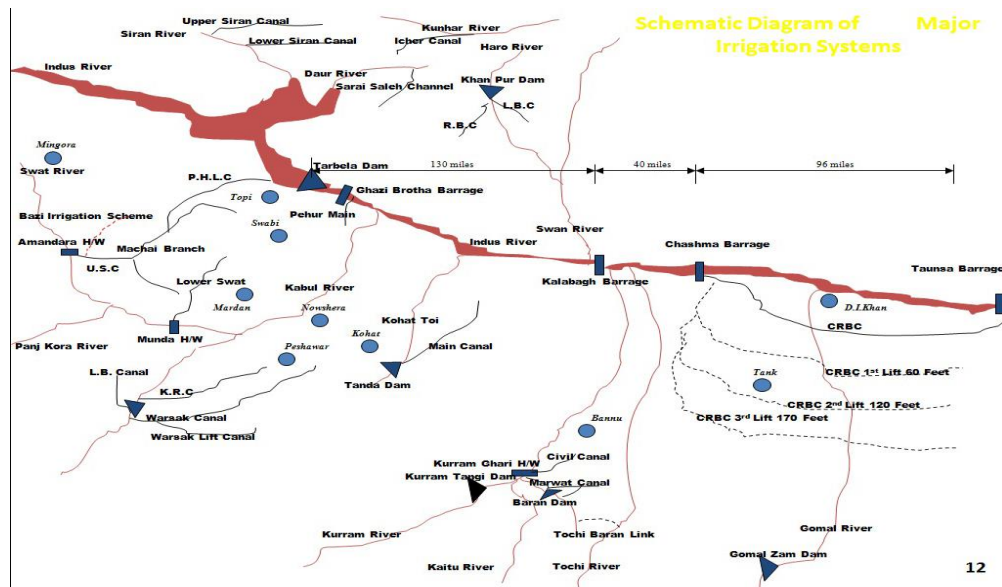 Schematic Diagram of Major
Irrigation Systems
Upper Siran Canal
Kunhar River
Siran River
Lower Siran Canal
Icher Canal
Haro River
Indus River
Daur River
Khan Pur Dam
Sarai Saleh Channel
L.B.C
R.B.C
Mingora
Swat River
Tarbela Dam
130 miles
40 miles
96 miles
P.H.L.C
Topi
Ghazi Brotha Barrage
Pehur Main
Bazi Irrigation Scheme
Swabi
Swan River
Amandara H/W
Machai Branch
Indus River
Chashma Barrage
U.S.C
Lower Swat
Kabul River
Kalabagh Barrage
Taunsa Barrage
Mardan
Nowshera
D.I.Khan
Kohat Toi
CRBC
Panj Kora River
Munda H/W
Kohat
Main Canal
Peshawar
L.B. Canal
Tanda Dam
Tank
CRBC 1st Lift 60 Feet
K.R.C
CRBC 2nd Lift 120 Feet
Warsak Canal
Bannu
CRBC 3rd Lift 170 Feet
Warsak Lift Canal
Civil Canal
Kurram Ghari H/W
Kurram Tangi Dam
Marwat Canal
Baran Dam
Kurram River
Tochi Baran Link
Gomal River
Kaitu River
Tochi River
Gomal Zam Dam
12